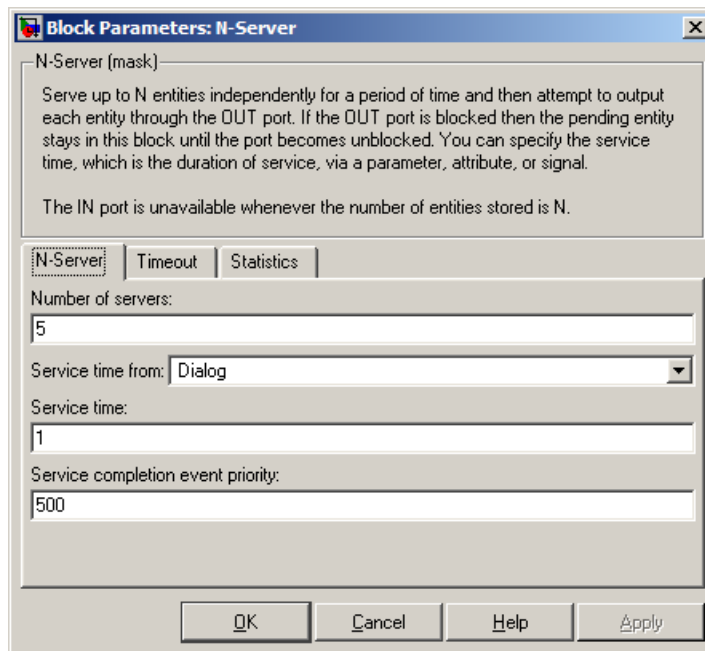 Block Parameters: N-Server
N-Server (mask)
Serve up to N entities independently for a period of time and then attempt to output
each entity through the OUT port. If the OUT port is blocked then the pending entity
stays in this block until the port becomes unblocked. You can specify the service
time, which is the duration of service, via a parameter, attribute, or signal.
The IN port is unavailable whenever the number of entities stored is N.
N-Server Timeout Statistics
Number of servers:
5
Service time from: Dialog
Service time:
1
Service completion event priority:
500
OK Cancel Help Apply